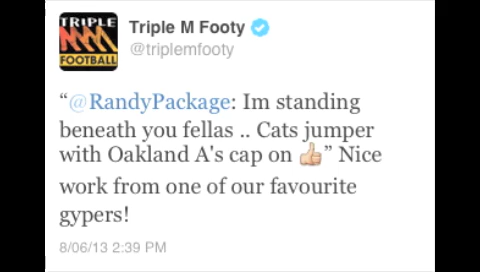 TRIPLE
MMM
FOOTBALL
Triple M Footy
@triplemfooty
“@RandyPackage: Im standing
beneath you fellas .. Cats jumper
with Oakland A's cap on 👍” Nice
work from one of our favourite
gypers!
8/06/13 2:39 PM